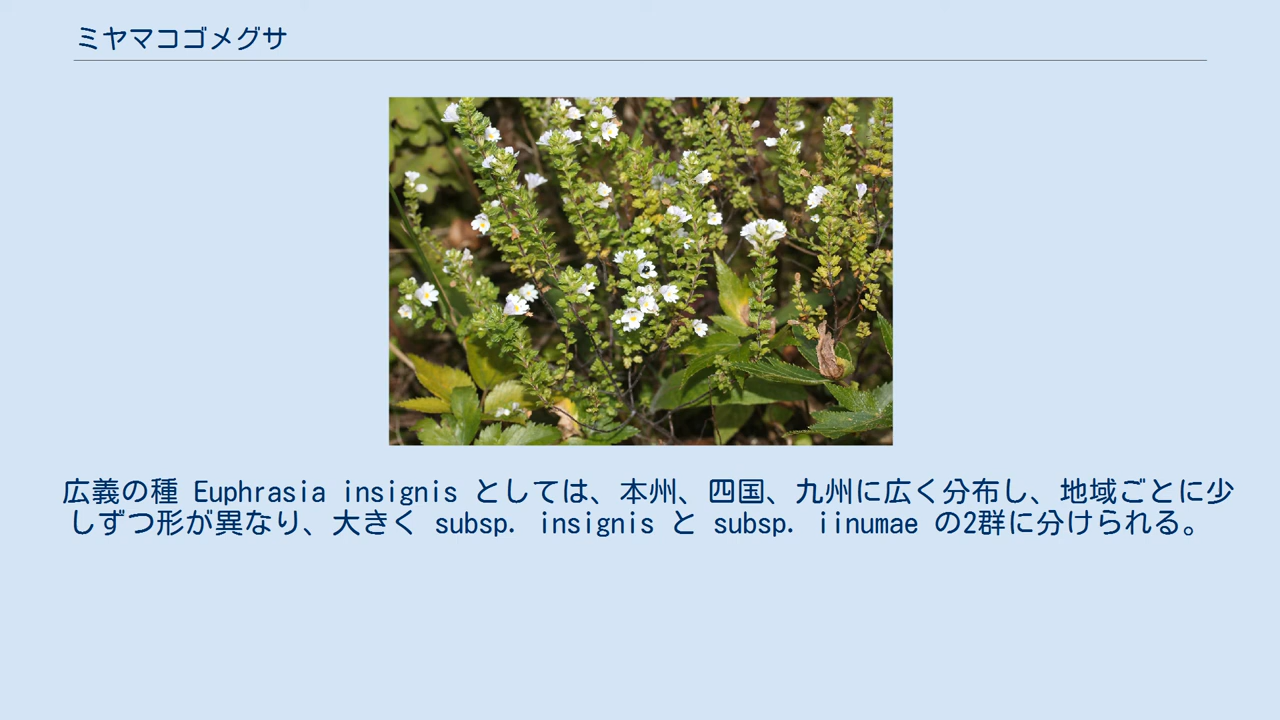 ミヤマコゴメグサ
広義の種 Euphrasia insignis としては、本州、四国、九州に広く分布し、地域ごとに少
しずつ形が異なり、大きく subsp. insignis と subsp. iinumae の2群に分けられる。